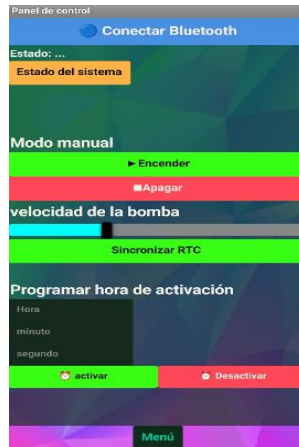 Panel de control
Conectar Bluetooth
Estado: ...
Estado del sistema
Modo manual
► Encender
■Apagar
velocidad de la bomba
Sincronizar RTC
Programar hora de activación
Hora
minuto
segundo
⏰ activar
⏰ Desactivar
Menú